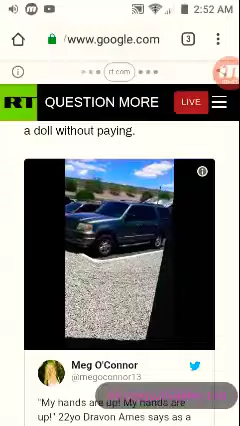 2:52 AM
/www.google.com
3
rt.com
RT
QUESTION MORE
LIVE
a doll without paying.
Meg O'Connor
@megoconnor13
"My hands are up! My hands are
up!" 22yo Dravon Ames says as a